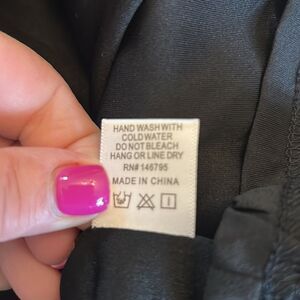 HAND WASH WITH
COLD WATER
DO NOT BLEACH
HANG OR LINE DRY
RN# 146795
MADE IN CHINA